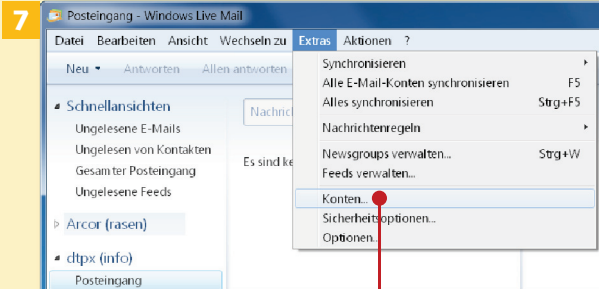 7
Posteingang - Windows Live Mail
Datei Bearbeiten Ansicht Wechseln zu Extras Aktionen ?
Neu Antworten Allen antworten
Synchronisieren
Alle E-Mail-Konten synchronisieren F5
Alles synchronisieren Strg+F5
Nachrichtenregeln
Newsgroups verwalten... Strg+W
Feeds verwalten...
Konten...
Sicherheitsoptionen...
Optionen...
Schnellansichten
Ungelesene E-Mails
Ungelesen von Kontakten
Gesamter Posteingang
Ungelesene Feeds
Arcor (rasen)
dtpx (info)
Posteingang
Es sind